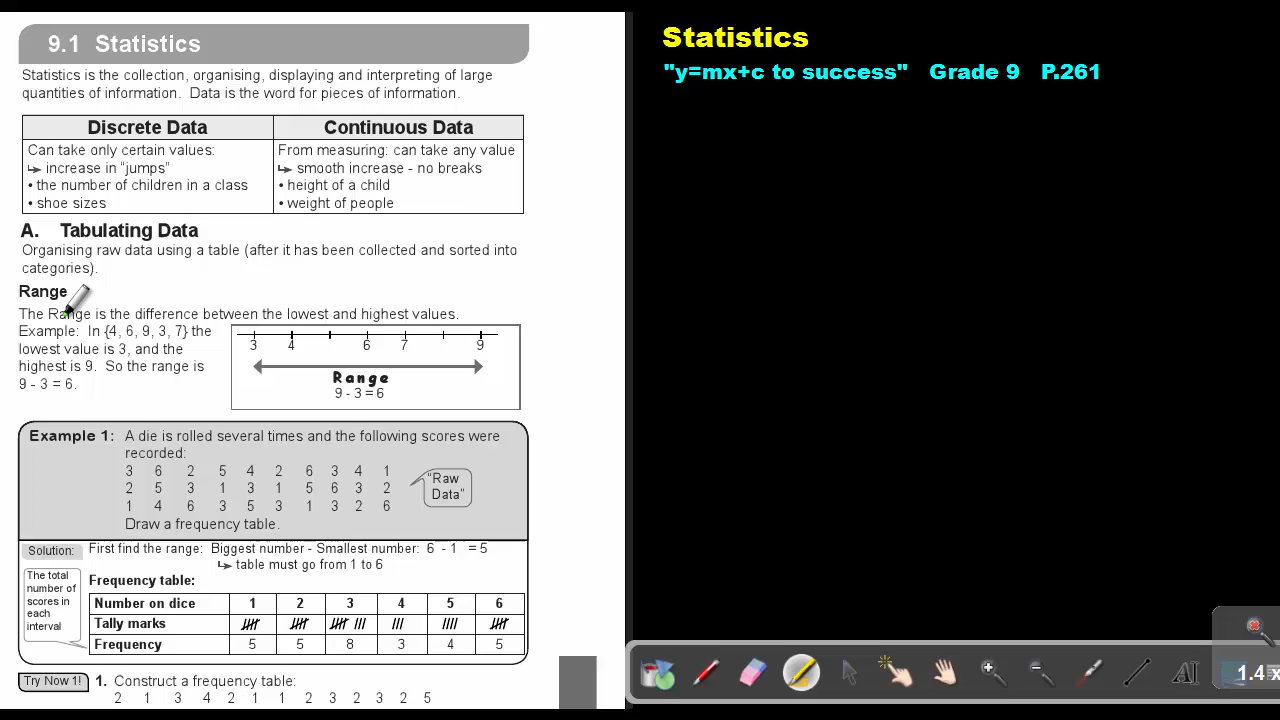 9.1 Statistics
Statistics is the collection, organising, displaying and interpreting of large
quantities of information. Data is the word for pieces of information.
Discrete Data
Can take only certain values:
↳ increase in “jumps”
• the number of children in a class
• shoe sizes
Continuous Data
From measuring: can take any value
↳ smooth increase - no breaks
• height of a child
• weight of people
A. Tabulating Data
Organising raw data using a table (after it has been collected and sorted into
categories).
Range
The Range is the difference between the lowest and highest values.
Example: In {4, 6, 9, 3, 7} the
lowest value is 3, and the
highest is 9. So the range is
9 - 3 = 6.
3 4 6 7 9
Range
9 - 3 = 6
Example 1: A die is rolled several times and the following scores were
recorded:
3 6 2 5 4 2 6 3 4 1
2 5 3 1 3 1 5 6 3 2
1 4 6 3 5 3 1 3 2 6
"Raw
Data"
Draw a frequency table.
Solution: First find the range: Biggest number - Smallest number: 6 - 1 = 5
↳ table must go from 1 to 6
The total
number of
scores in
each
interval
Frequency table:
Number on dice 1 2 3 4 5 6
Tally marks
Frequency 5 5 8 3 4 5
Try Now 1! 1. Construct a frequency table:
2 1 3 4 2 1 1 2 3 2 3 2 5
Statistics
"y=mx+c to success" Grade 9 P.261
AI
1.4 x